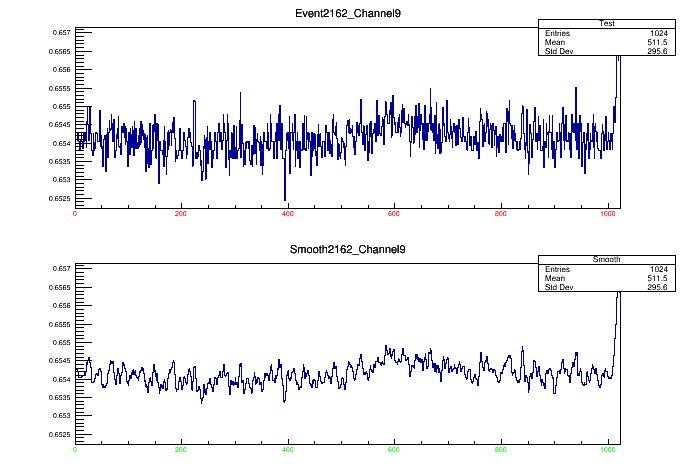 Event2162_Channel9
Test
Entries 1024
Mean 511.5
Std Dev 295.6
0.657
0.6565
0.656
0.6555
0.655
0.6545
0.654
0.6535
0.653
0.6525
0 200 400 600 800 1000
Smooth2162_Channel9
Smooth
Entries 1024
Mean 511.5
Std Dev 295.6
0.657
0.6565
0.656
0.6555
0.655
0.6545
0.654
0.6535
0.653
0.6525
0 200 400 600 800 1000